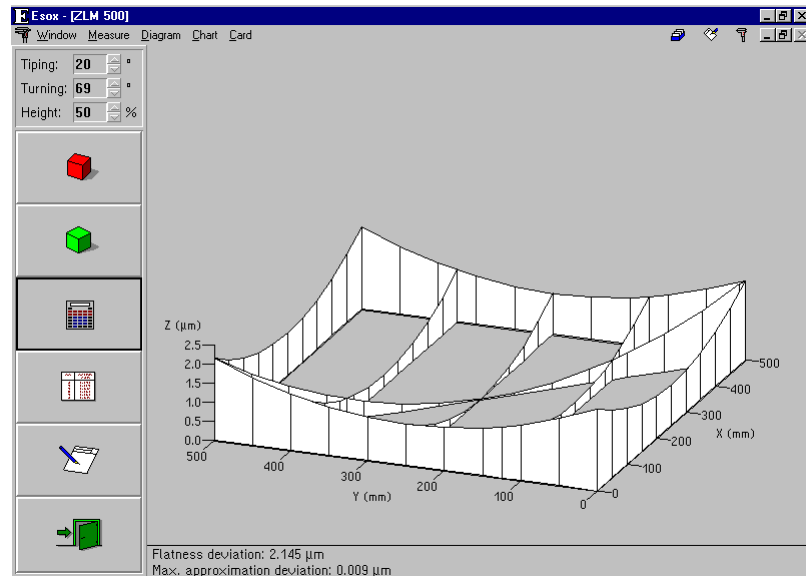 Esox - [ZLM 500]
Window Measure Diagram Chart Card
Tiping: 20 °
Turning: 69 °
Height: 50 %
Z (µm)
2.5
2.0
1.5
1.0
0.5
0.0
500
400
300
200
100
0
Y (mm)
500
400
300
200
100
0
X (mm)
Flatness deviation: 2.145 µm
Max. approximation deviation: 0.009 µm